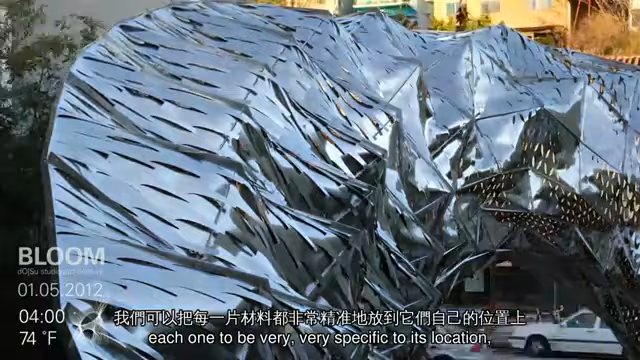 BLOOM
dO|Su studio architecture
01.05.2012
04:00
74 °F
我們可以把每一片材料都非常精準地放到它們自己的位置上
each one to be very, very specific to its location,